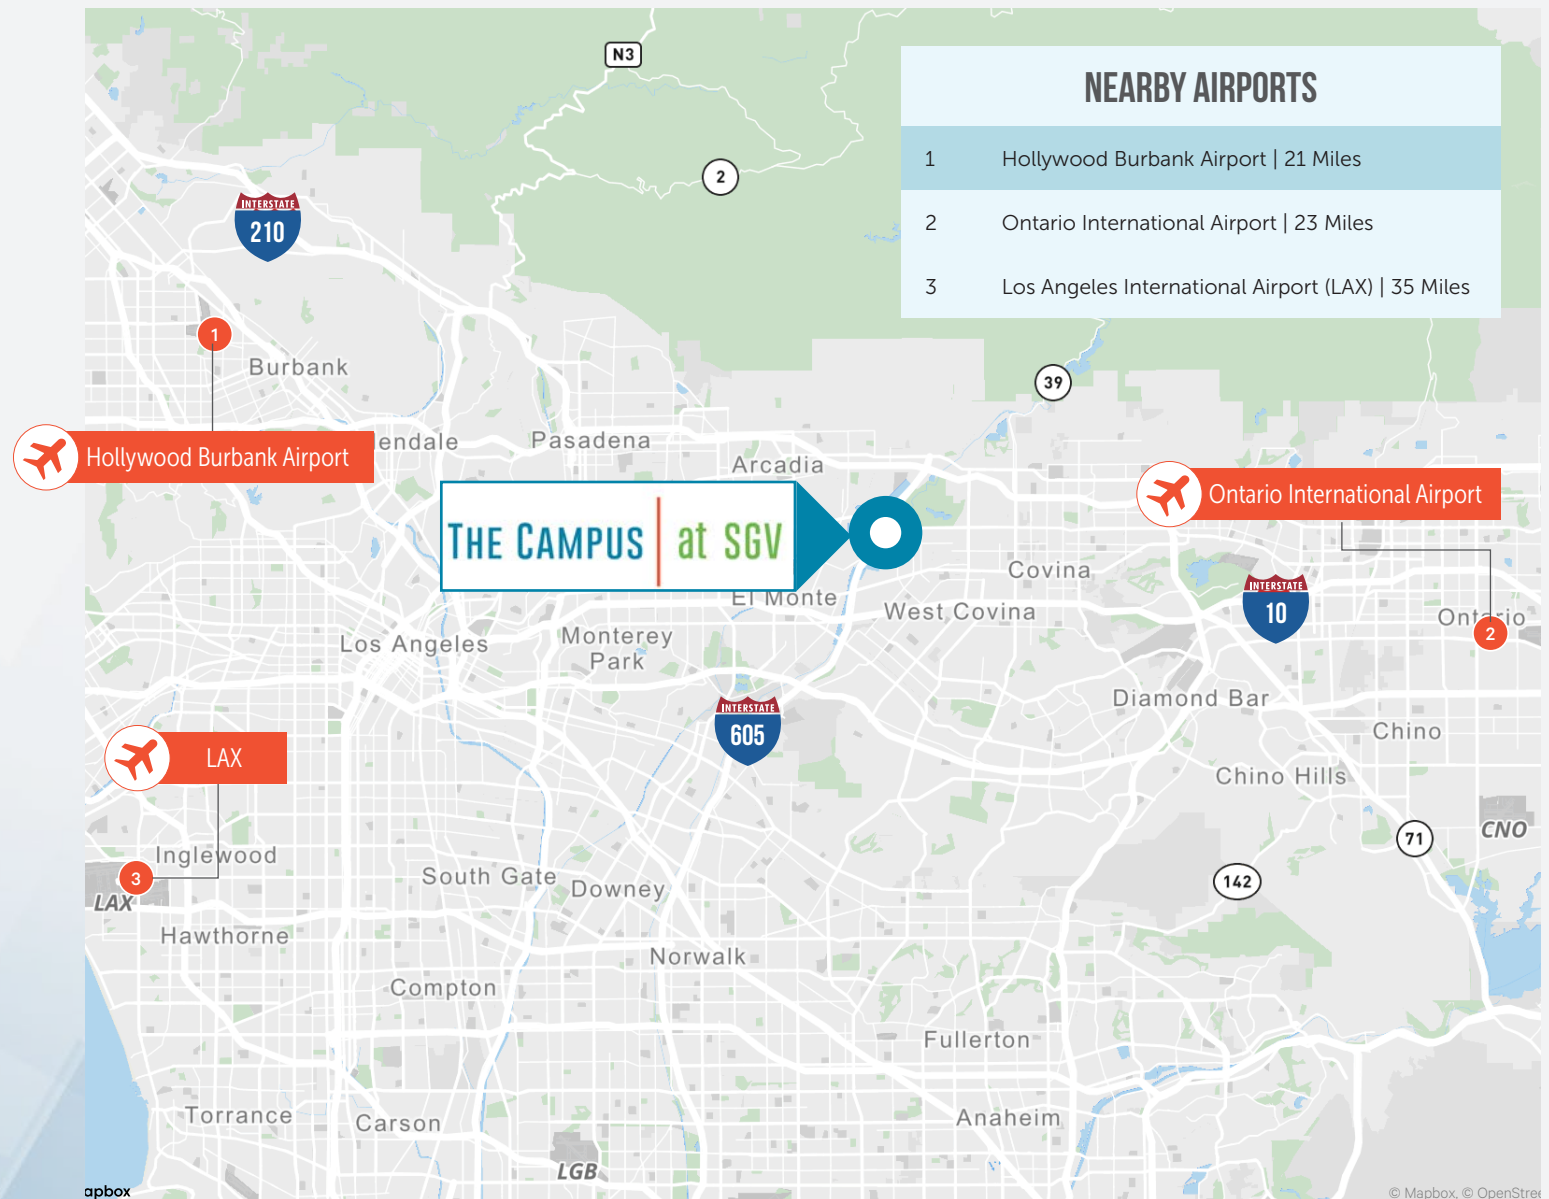 N3
NEARBY AIRPORTS
1 Hollywood Burbank Airport | 21 Miles
2 Ontario International Airport | 23 Miles
3 Los Angeles International Airport (LAX) | 35 Miles
2
INTERSTATE
210
1
Burbank
39
Hollywood Burbank Airport
lendale
Pasadena
Arcadia
Ontario International Airport
THE CAMPUS | at SGV
Covina
El Monte
West Covina
INTERSTATE
10
Ontario
2
Los Angeles
Monterey
Park
Diamond Bar
INTERSTATE
605
Chino
LAX
Chino Hills
CNO
71
Inglewood
3
LAX
South Gate
Downey
142
Hawthorne
Norwalk
Compton
Fullerton
Torrance
Carson
Anaheim
LGB
apbox
© Mapbox, © OpenStree